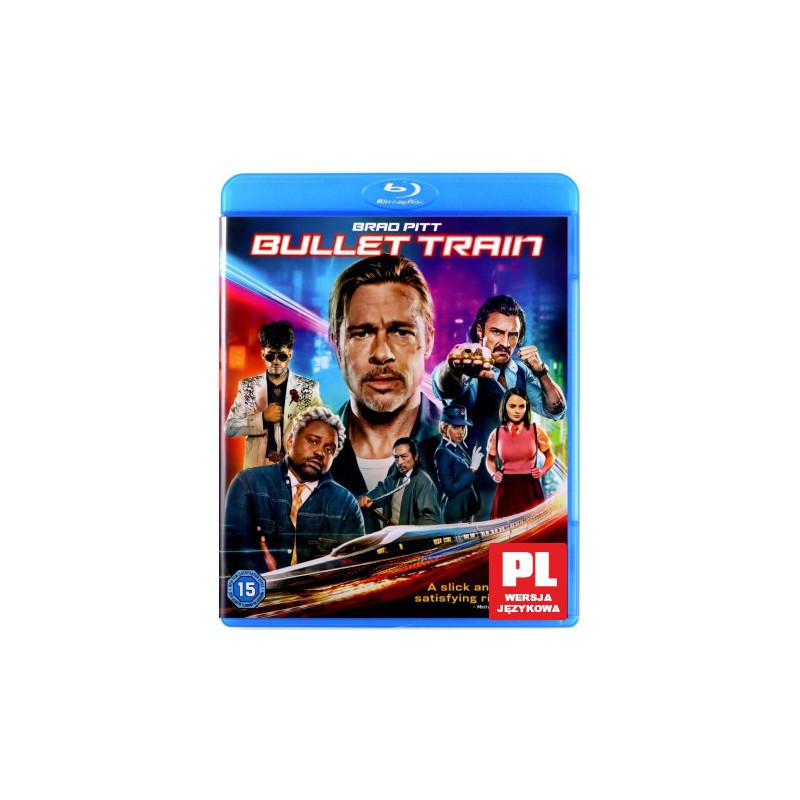 Blu-ray Disc
BRAD PITT
BULLET TRAIN
15
A slick an
satisfying ri
PL
WERSJA
JĘZYKOWA